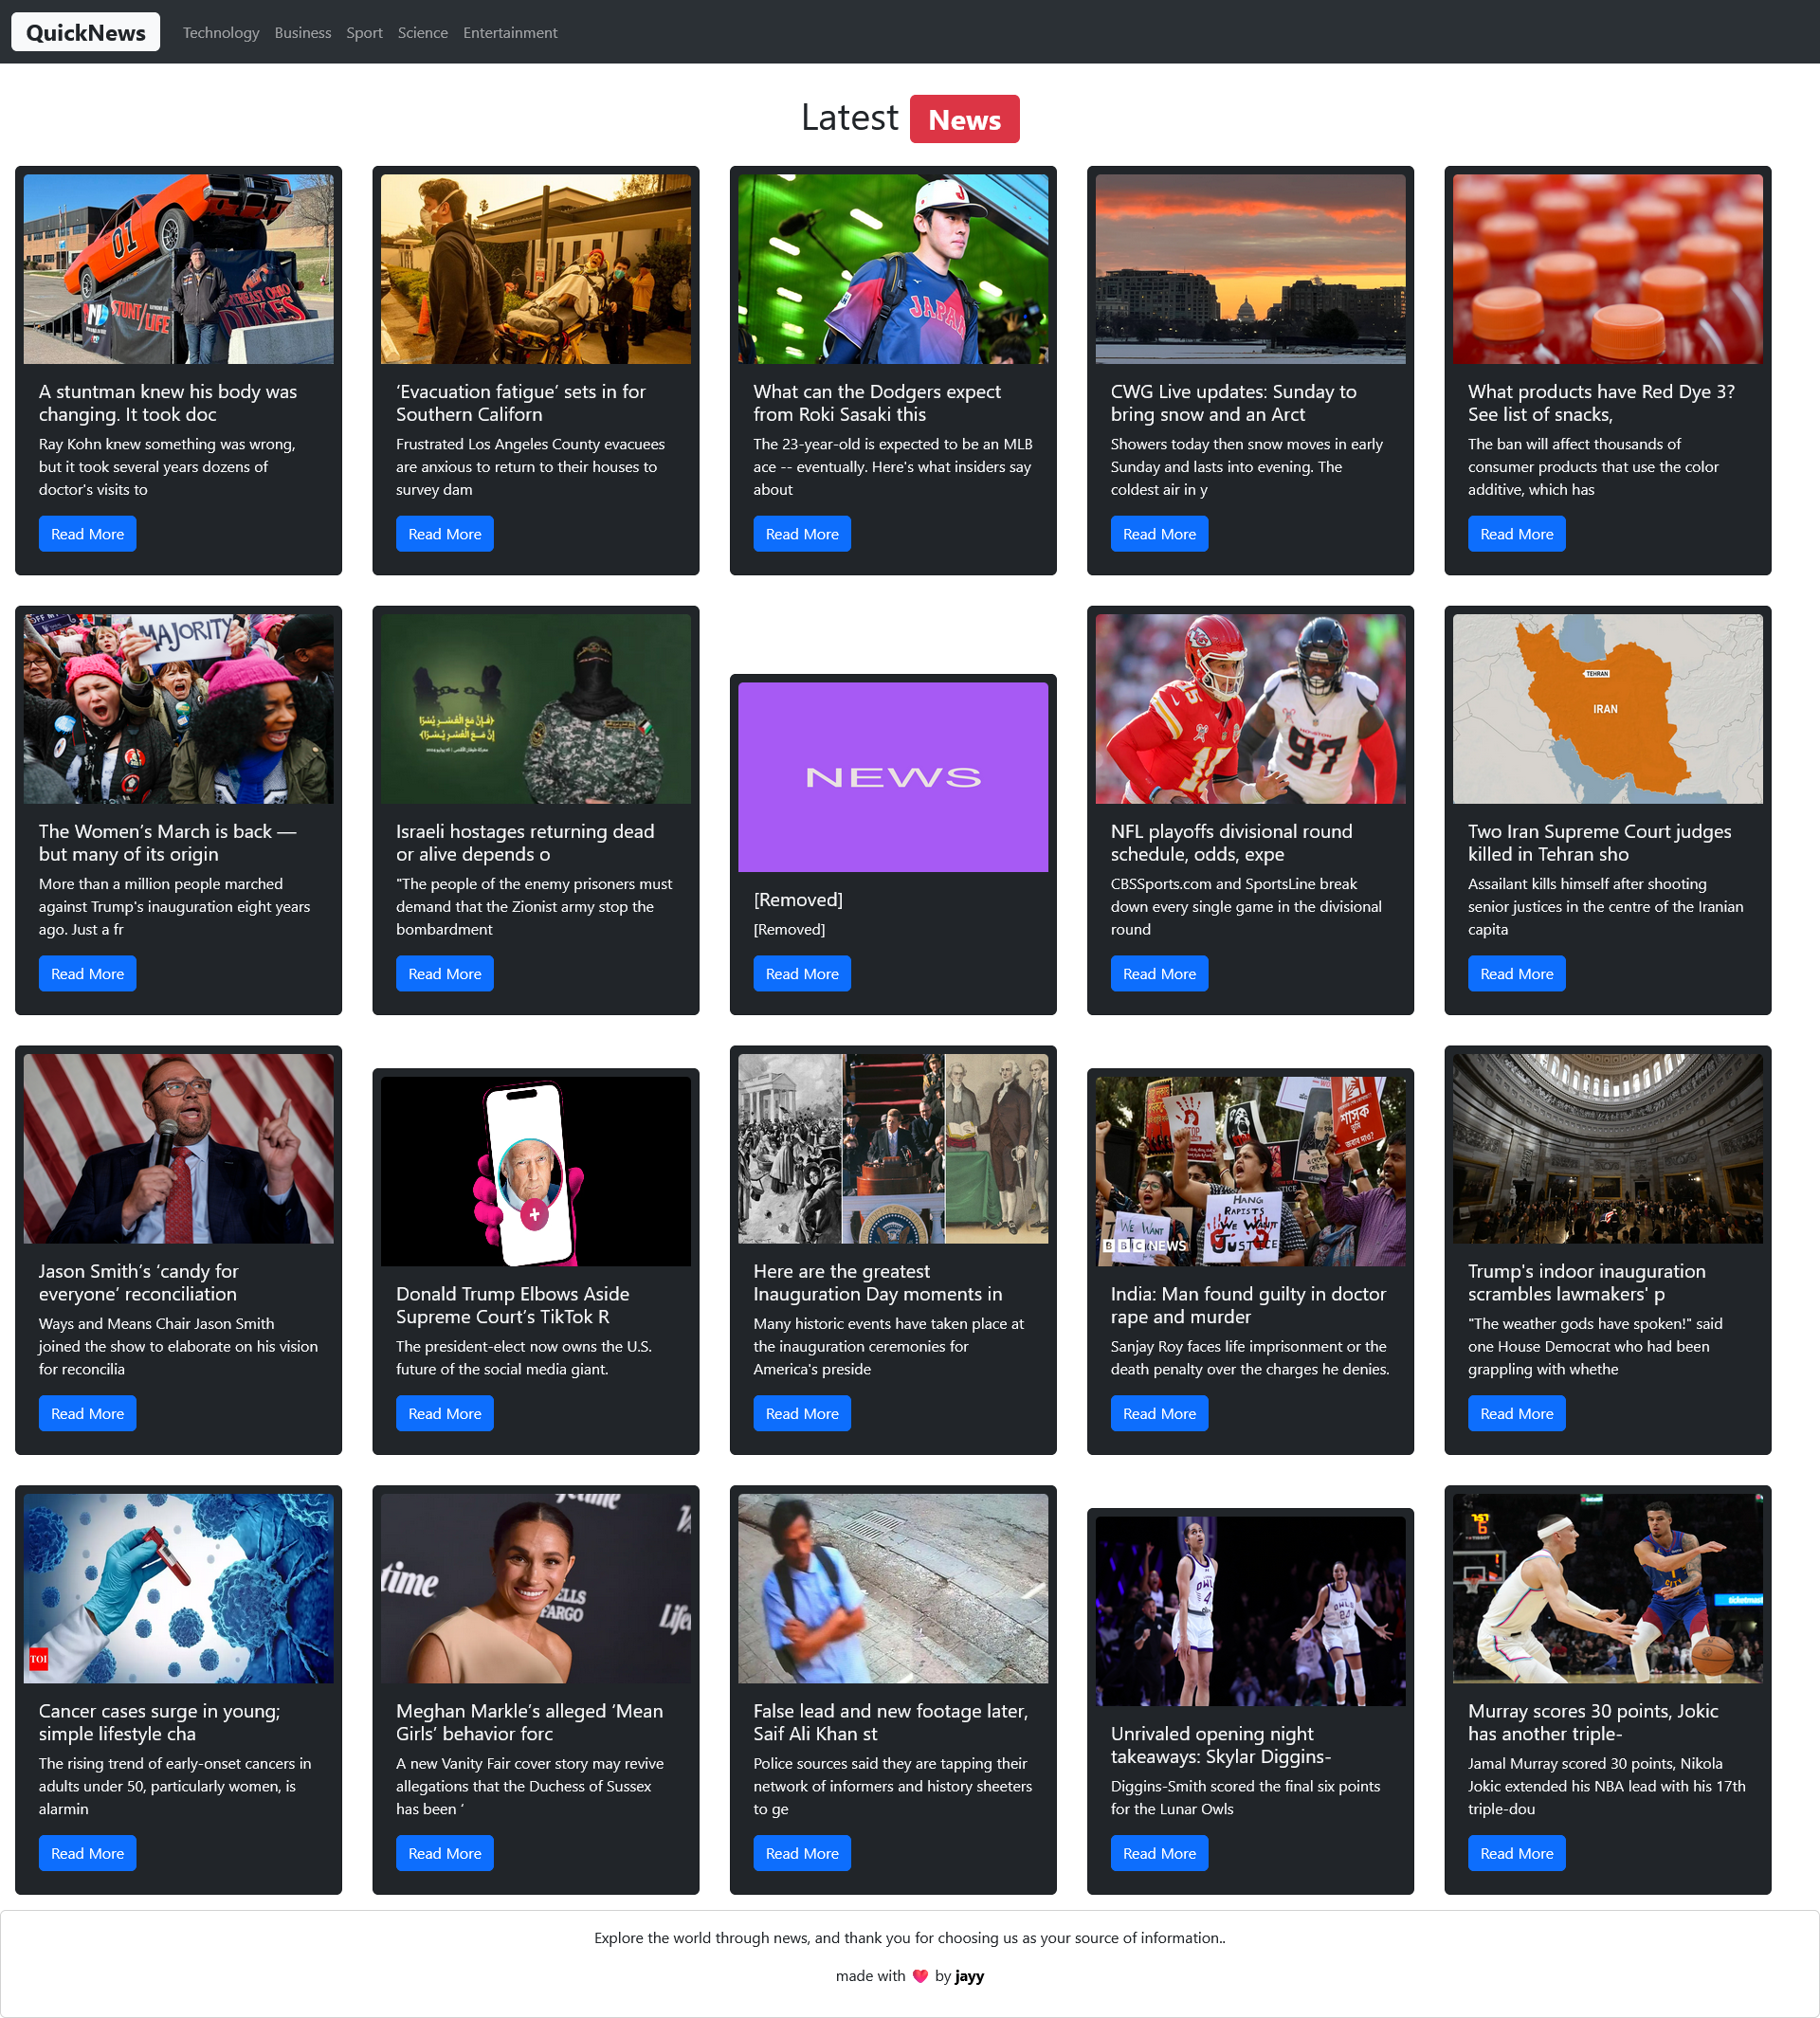 QuickNews Technology Business Sport Science Entertainment
Latest News
01
STUNT/LIFE
DUKES
A stuntman knew his body was
changing. It took doc
Ray Kohn knew something was wrong,
but it took several years dozens of
doctor's visits to
Read More
‘Evacuation fatigue’ sets in for
Southern Californ
Frustrated Los Angeles County evacuees
are anxious to return to their houses to
survey dam
Read More
J
JAPAN
What can the Dodgers expect
from Roki Sasaki this
The 23-year-old is expected to be an MLB
ace -- eventually. Here's what insiders say
about
Read More
CWG Live updates: Sunday to
bring snow and an Arct
Showers today then snow moves in early
Sunday and lasts into evening. The
coldest air in y
Read More
What products have Red Dye 3?
See list of snacks,
The ban will affect thousands of
consumer products that use the color
additive, which has
Read More
MAJORITY
The Women’s March is back —
but many of its origin
More than a million people marched
against Trump's inauguration eight years
ago. Just a fr
Read More
﴿فَإِنَّ مَعَ الْعُسْرِ يُسْرًا
إِنَّ مَعَ الْعُسْرِ يُسْرًا﴾
Israeli hostages returning dead
or alive depends o
"The people of the enemy prisoners must
demand that the Zionist army stop the
bombardment
Read More
NEWS
[Removed]
[Removed]
Read More
15
97
NFL playoffs divisional round
schedule, odds, expe
CBSSports.com and SportsLine break
down every single game in the divisional
round
Read More
TEHRAN
IRAN
Two Iran Supreme Court judges
killed in Tehran sho
Assailant kills himself after shooting
senior justices in the centre of the Iranian
capita
Read More
Jason Smith’s ‘candy for
everyone’ reconciliation
Ways and Means Chair Jason Smith
joined the show to elaborate on his vision
for reconcilia
Read More
Donald Trump Elbows Aside
Supreme Court’s TikTok R
The president-elect now owns the U.S.
future of the social media giant.
Read More
Here are the greatest
Inauguration Day moments in
Many historic events have taken place at
the inauguration ceremonies for
America's preside
Read More
HANG
RAPISTS
WE WANT
JUSTICE
WE WANT
BBC NEWS
India: Man found guilty in doctor
rape and murder
Sanjay Roy faces life imprisonment or the
death penalty over the charges he denies.
Read More
Trump's indoor inauguration
scrambles lawmakers' p
"The weather gods have spoken!" said
one House Democrat who had been
grappling with whethe
Read More
TOI
Cancer cases surge in young;
simple lifestyle cha
The rising trend of early-onset cancers in
adults under 50, particularly women, is
alarmin
Read More
time
FARGO
Meghan Markle’s alleged ‘Mean
Girls’ behavior forc
A new Vanity Fair cover story may revive
allegations that the Duchess of Sussex
has been ‘
Read More
False lead and new footage later,
Saif Ali Khan st
Police sources said they are tapping their
network of informers and history sheeters
to ge
Read More
OWLS
4
24
Unrivaled opening night
takeaways: Skylar Diggins-
Diggins-Smith scored the final six points
for the Lunar Owls
Read More
ticketmast
Murray scores 30 points, Jokic
has another triple-
Jamal Murray scored 30 points, Nikola
Jokic extended his NBA lead with his 17th
triple-dou
Read More
Explore the world through news, and thank you for choosing us as your source of information..
made with ❤️ by jayy